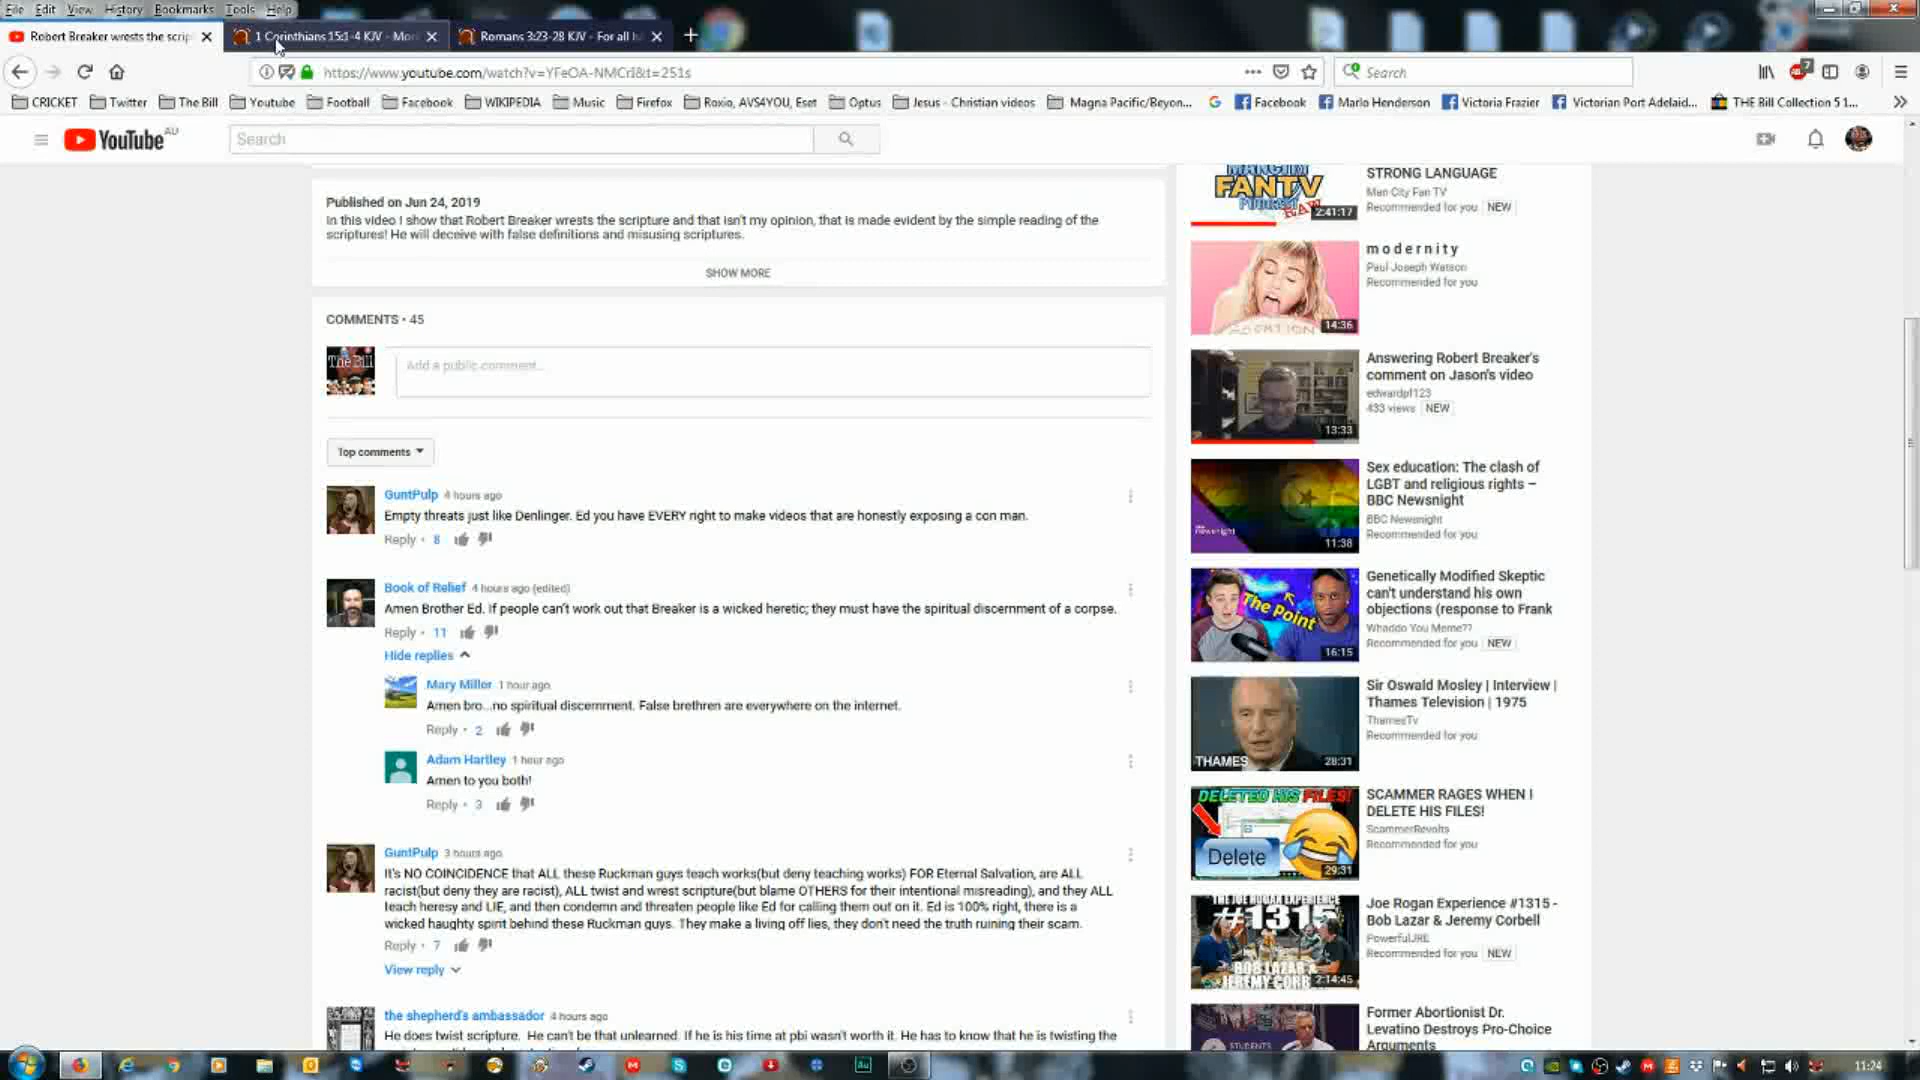 File Edit View History Bookmarks Tools Help
Robert Breaker wrests the scrip
1 Corinthians 15:1-4 KJV - Mor
Romans 3:23-28 KJV - For all h
https://www.youtube.com/watch?v=YFeOA-NMCrI&t=251s
Search
7
CRICKET Twitter The Bill Youtube Football Facebook WIKIPEDIA Music Firefox Roxio, AVS4YOU, Eset Optus Jesus - Christian videos Magna Pacific/Beyon... Facebook Marlo Henderson Victoria Frazier Victorian Port Adelaid... THE Bill Collection 5 1...
YouTube AU
Search
Published on Jun 24, 2019
In this video I show that Robert Breaker wrests the scripture and that isn't my opinion, that is made evident by the simple reading of the
scriptures! He will deceive with false definitions and misusing scriptures.
SHOW MORE
COMMENTS • 45
The Bill
Add a public comment...
Top comments
GuntPulp 4 hours ago
Empty threats just like Denlinger. Ed you have EVERY right to make videos that are honestly exposing a con man.
Reply • 8
Book of Relief 4 hours ago (edited)
Amen Brother Ed. If people can't work out that Breaker is a wicked heretic; they must have the spiritual discernment of a corpse.
Reply • 11
Hide replies
Mary Miller 1 hour ago
Amen bro...no spiritual discernment. False brethren are everywhere on the internet.
Reply • 2
Adam Hartley 1 hour ago
Amen to you both!
Reply • 3
GuntPulp 3 hours ago
It's NO COINCIDENCE that ALL these Ruckman guys teach works(but deny teaching works) FOR Eternal Salvation, are ALL
racist(but deny they are racist), ALL twist and wrest scripture(but blame OTHERS for their intentional misreading), and they ALL
teach heresy and LIE, and then condemn and threaten people like Ed for calling them out on it. Ed is 100% right, there is a
wicked haughty spirit behind these Ruckman guys. They make a living off lies, they don't need the truth ruining their scam.
Reply • 7
View reply
the shepherd's ambassador 4 hours ago
He does twist scripture. He can't be that unlearned. If he is his time at pbi wasn't worth it. He has to know that he is twisting the
MANCITY
FANTV
PODCAST
RAW
2:41:17
STRONG LANGUAGE
Man City Fan TV
Recommended for you NEW
ABORTION
14:36
modernity
Paul Joseph Watson
Recommended for you
13:33
Answering Robert Breaker's
comment on Jason's video
edwardpf123
433 views NEW
newsnight
11:38
Sex education: The clash of
LGBT and religious rights –
BBC Newsnight
BBC Newsnight
Recommended for you
The Point
16:15
Genetically Modified Skeptic
can't understand his own
objections (response to Frank
Whaddo You Meme??
Recommended for you NEW
THAMES
28:31
Sir Oswald Mosley | Interview |
Thames Television | 1975
ThamesTv
Recommended for you
DELETED HIS FILES!
Delete
29:31
SCAMMER RAGES WHEN I
DELETE HIS FILES!
ScammerRevolts
Recommended for you
THE JOE ROGAN EXPERIENCE
#1315
BOB LAZAR &
JEREMY CORB
2:14:45
Joe Rogan Experience #1315 -
Bob Lazar & Jeremy Corbell
PowerfulJRE
Recommended for you NEW
STUDENTS
Former Abortionist Dr.
Levatino Destroys Pro-Choice
Arguments
11:24